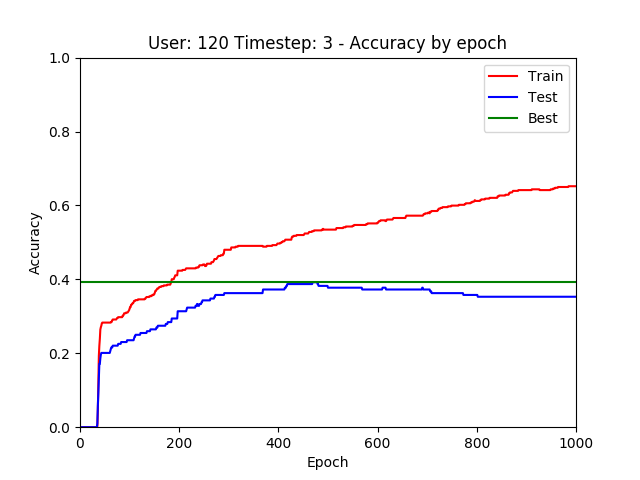 User: 120 Timestep: 3 - Accuracy by epoch
1.0
0.8
0.6
0.4
0.2
0.0
Accuracy
Train
Test
Best
0 200 400 600 800 1000
Epoch